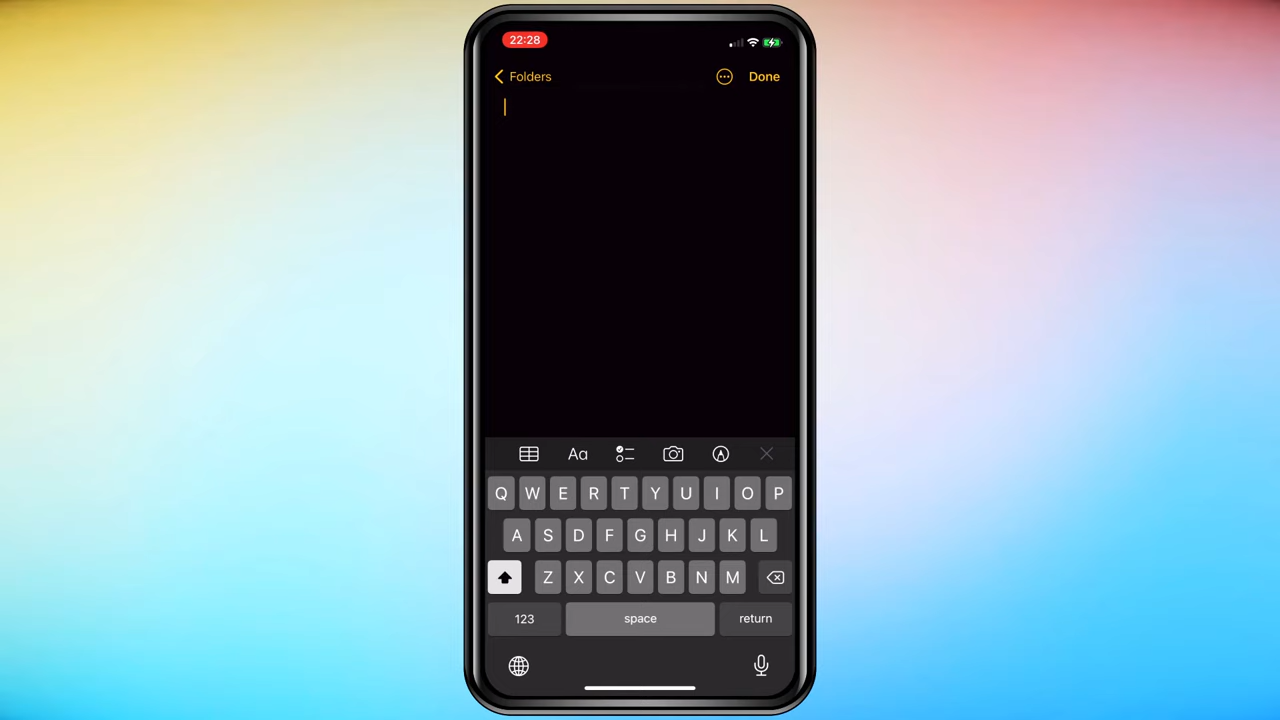 22:28
Folders
Done
Aa
Q W E R T Y U I O P
A S D F G H J K L
Z X C V B N M
123 space return